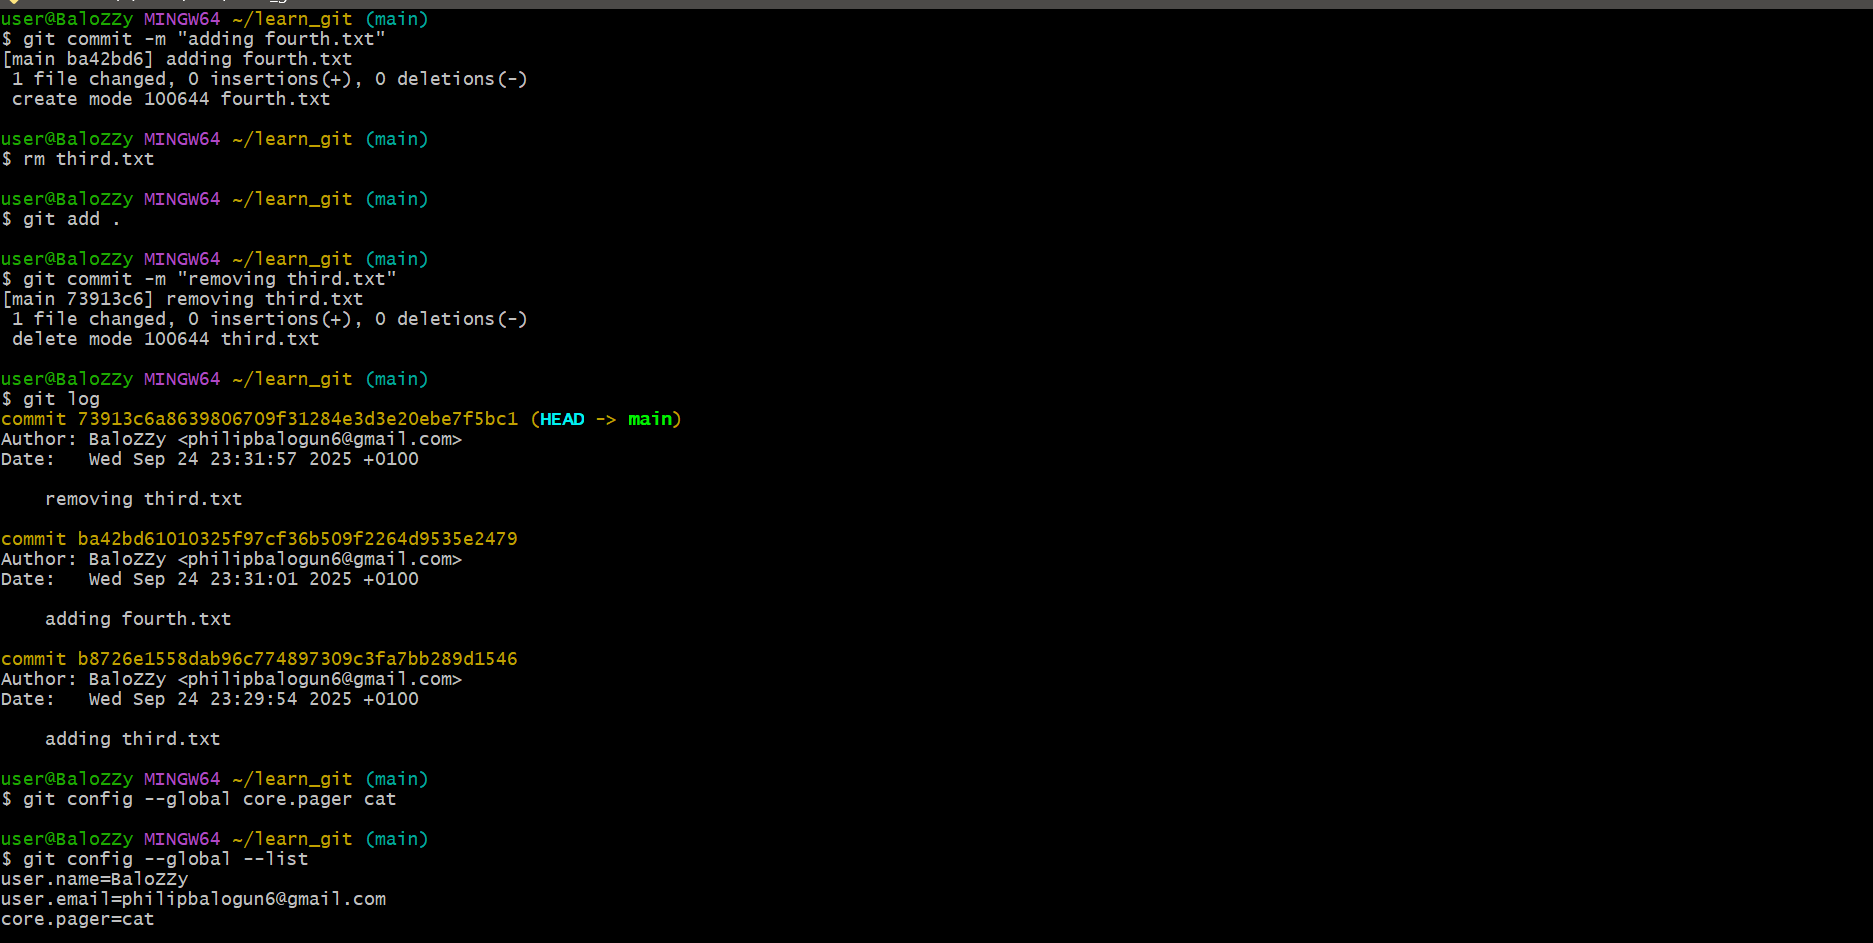 user@BaloZZy MINGW64 ~/learn_git (main)
$ git commit -m "adding fourth.txt"
[main ba42bd6] adding fourth.txt
 1 file changed, 0 insertions(+), 0 deletions(-)
 create mode 100644 fourth.txt

user@BaloZZy MINGW64 ~/learn_git (main)
$ rm third.txt

user@BaloZZy MINGW64 ~/learn_git (main)
$ git add .

user@BaloZZy MINGW64 ~/learn_git (main)
$ git commit -m "removing third.txt"
[main 73913c6] removing third.txt
 1 file changed, 0 insertions(+), 0 deletions(-)
 delete mode 100644 third.txt

user@BaloZZy MINGW64 ~/learn_git (main)
$ git log
commit 73913c6a8639806709f31284e3d3e20ebe7f5bc1 (HEAD -> main)
Author: BaloZZy <philipbalogun6@gmail.com>
Date:   Wed Sep 24 23:31:57 2025 +0100

    removing third.txt

commit ba42bd61010325f97cf36b509f2264d9535e2479
Author: BaloZZy <philipbalogun6@gmail.com>
Date:   Wed Sep 24 23:31:01 2025 +0100

    adding fourth.txt

commit b8726e1558dab96c774897309c3fa7bb289d1546
Author: BaloZZy <philipbalogun6@gmail.com>
Date:   Wed Sep 24 23:29:54 2025 +0100

    adding third.txt

user@BaloZZy MINGW64 ~/learn_git (main)
$ git config --global core.pager cat

user@BaloZZy MINGW64 ~/learn_git (main)
$ git config --global --list
user.name=BaloZZy
user.email=philipbalogun6@gmail.com
core.pager=cat